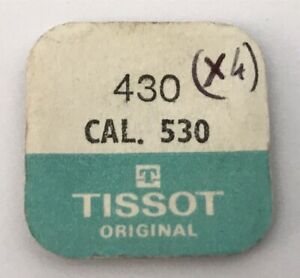 430 (x4)
CAL. 530
T
TISSOT
ORIGINAL